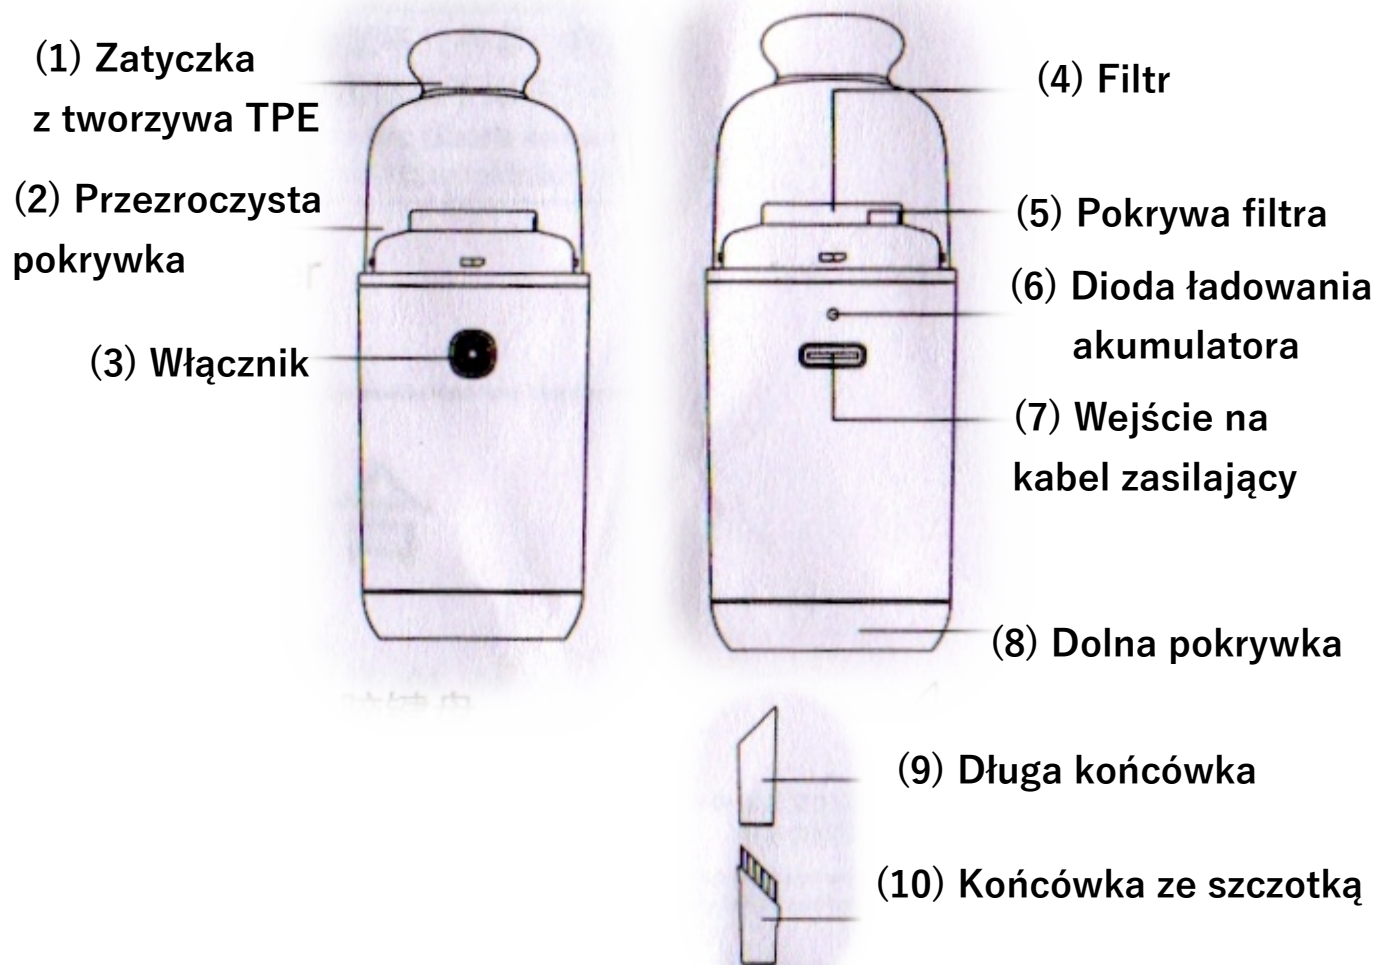 (1) Zatyczka
z tworzywa TPE
(2) Przezroczysta
pokrywka
(3) Włącznik
(4) Filtr
(5) Pokrywa filtra
(6) Dioda ładowania
akumulatora
(7) Wejście na
kabel zasilający
(8) Dolna pokrywka
(9) Długa końcówka
(10) Końcówka ze szczotką